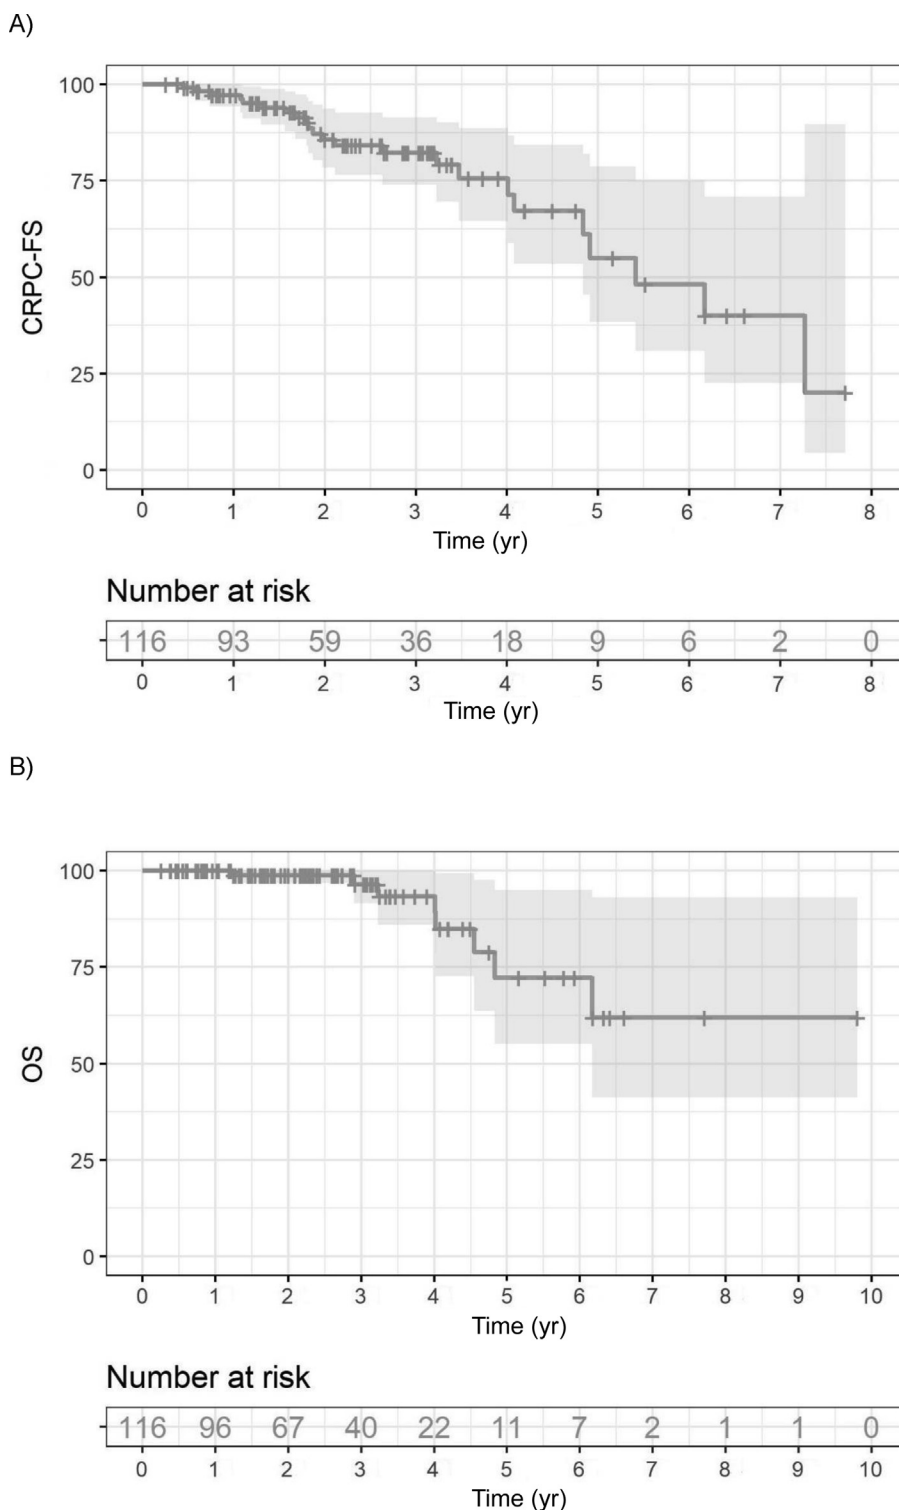 A)
CRPC-FS
100
75
50
25
0
0 1 2 3 4 5 6 7 8
Time (yr)
Number at risk
116 93 59 36 18 9 6 2 0
0 1 2 3 4 5 6 7 8
Time (yr)
B)
OS
100
75
50
25
0
0 1 2 3 4 5 6 7 8 9 10
Time (yr)
Number at risk
116 96 67 40 22 11 7 2 1 1 0
0 1 2 3 4 5 6 7 8 9 10
Time (yr)